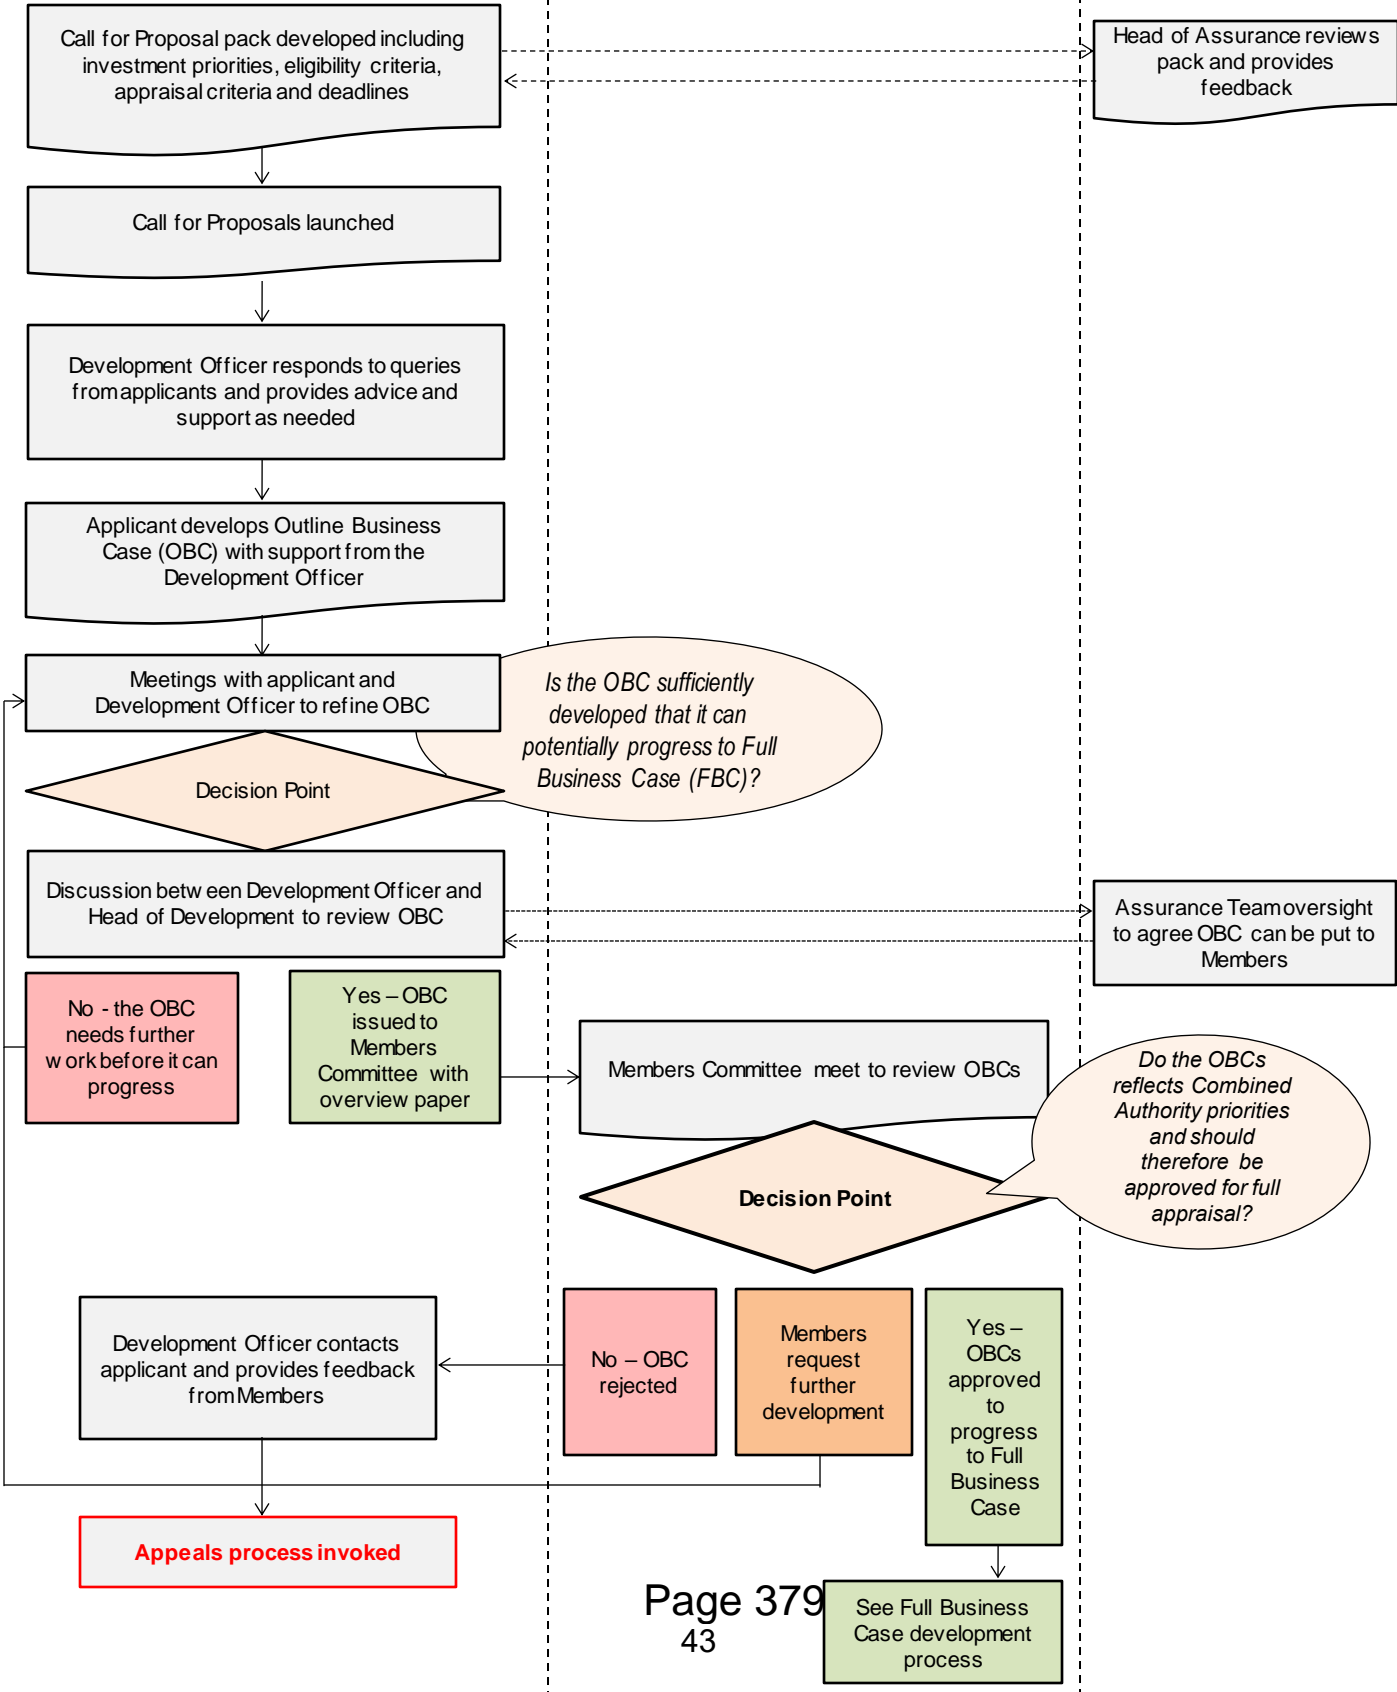 Call for Proposal pack developed including
investment priorities, eligibility criteria,
appraisal criteria and deadlines
Head of Assurance reviews
pack and provides
feedback
Call for Proposals launched
Development Officer responds to queries
from applicants and provides advice and
support as needed
Applicant develops Outline Business
Case (OBC) with support from the
Development Officer
Meetings with applicant and
Development Officer to refine OBC
Is the OBC sufficiently
developed that it can
potentially progress to Full
Business Case (FBC)?
Decision Point
Discussion between Development Officer and
Head of Development to review OBC
Assurance Team oversight
to agree OBC can be put to
Members
No - the OBC
needs further
work before it can
progress
Yes – OBC
issued to
Members
Committee with
overview paper
Members Committee meet to review OBCs
Do the OBCs
reflects Combined
Authority priorities
and should
therefore be
approved for full
appraisal?
Decision Point
Development Officer contacts
applicant and provides feedback
from Members
No – OBC
rejected
Members
request
further
development
Yes –
OBCs
approved
to
progress
to Full
Business
Case
Appeals process invoked
See Full Business
Case development
process
Page 379
43